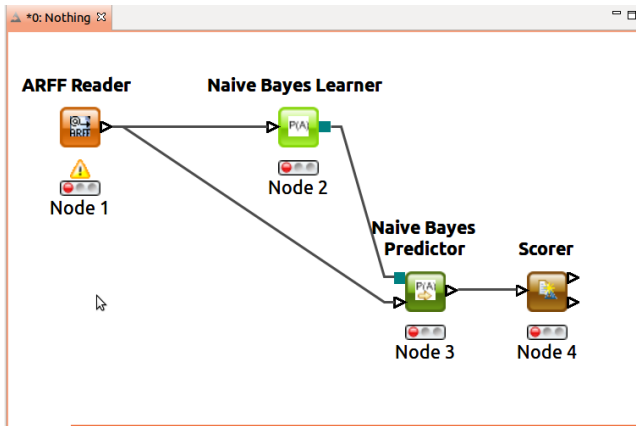 *0: Nothing
ARFF Reader
Naive Bayes Learner
ARFF
P(A)
Node 1
Node 2
Naive Bayes
Predictor
Scorer
P(A)
Node 3
Node 4